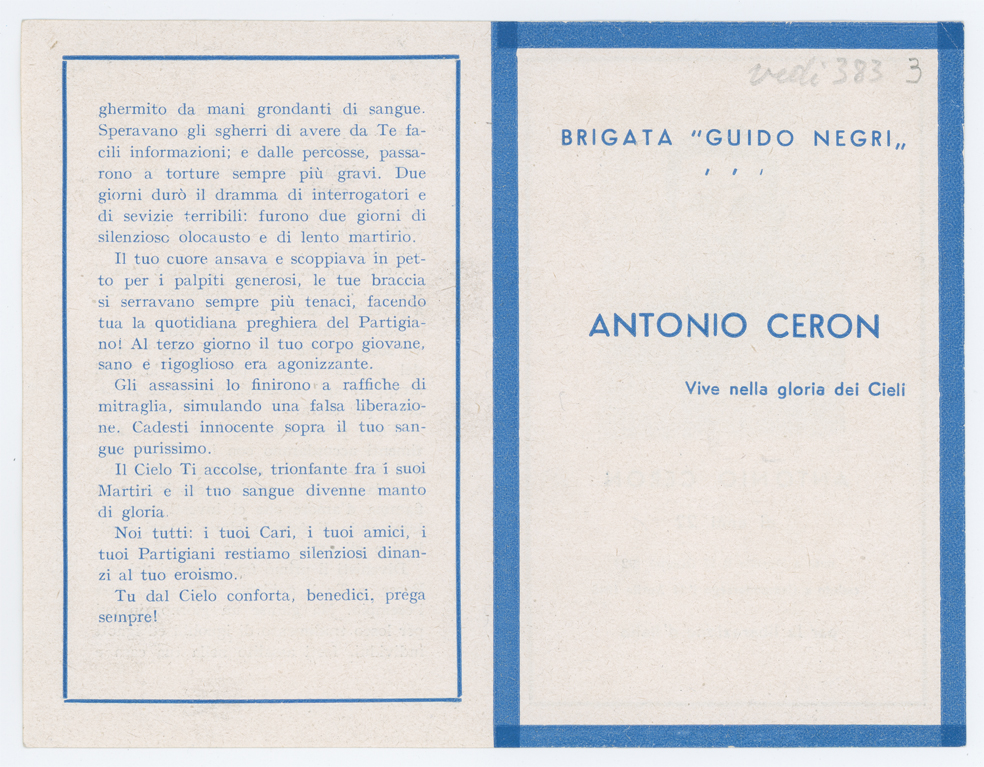 ghermito da mani grondanti di sangue.
Speravano gli sgherri di avere da Te fa-
cili informazioni; e dalle percosse, passa-
rono a torture sempre più gravi. Due
giorni durò il dramma di interrogatori e
di sevizie terribili: furono due giorni di
silenzioso olocausto e di lento martirio.
Il tuo cuore ansava e scoppiava in pet-
to per i palpiti generosi, le tue braccia
si serravano sempre più tenaci, facendo
tua la quotidiana preghiera del Partigia-
no! Al terzo giorno il tuo corpo giovane,
sano e rigoglioso era agonizzante.
Gli assassini lo finirono a raffiche di
mitraglia, simulando una falsa liberazio-
ne. Cadesti innocente sopra il tuo san-
gue purissimo.
Il Cielo Ti accolse, trionfante fra i suoi
Martiri e il tuo sangue divenne manto
di gloria.
Noi tutti: i tuoi Cari, i tuoi amici, i
tuoi Partigiani restiamo silenziosi dinan-
zi al tuo eroismo.
Tu dal Cielo conforta, benedici, prega
sempre!
vedi 383 3
BRIGATA "GUIDO NEGRI„
ANTONIO CERON
Vive nella gloria dei Cieli